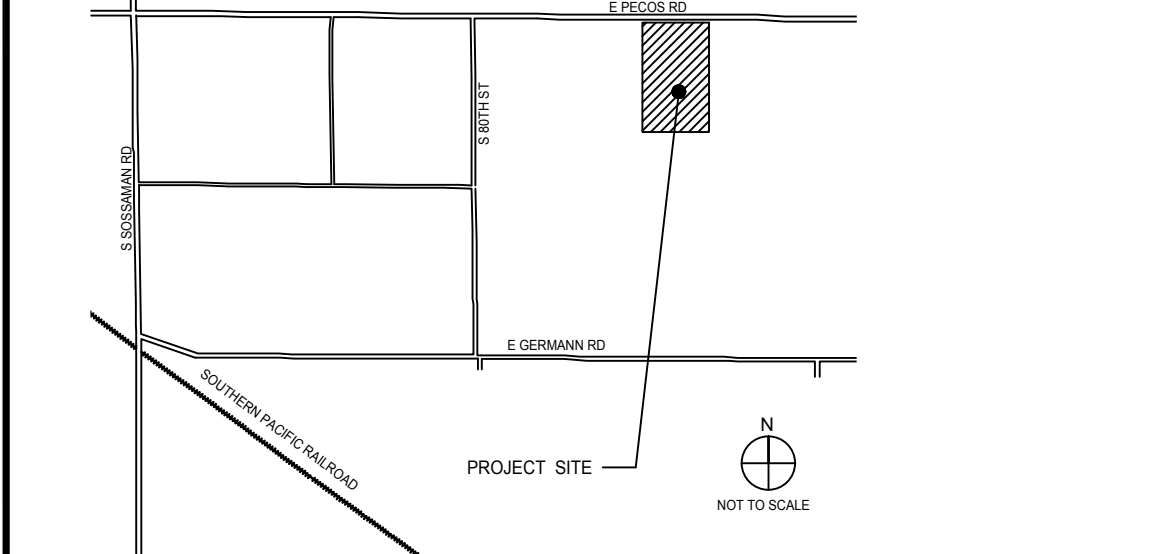 E PECOS RD
S 80TH ST
S SOSSAMAN RD
E GERMANN RD
SOUTHERN PACIFIC RAILROAD
N
PROJECT SITE
NOT TO SCALE